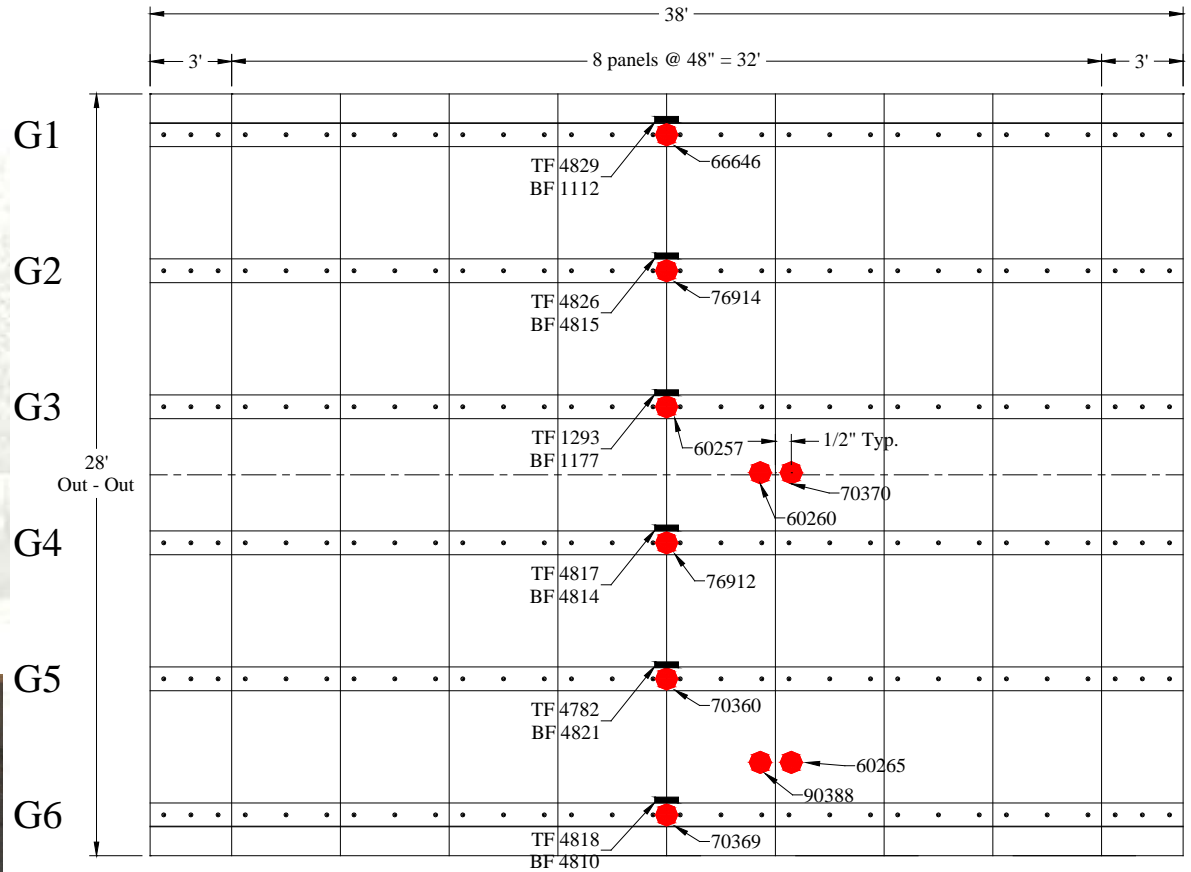 38'
3'
8 panels @ 48" = 32'
3'
G1
TF 4829
BF 1112
66646
G2
TF 4826
BF 4815
76914
G3
TF 1293
BF 1177
60257
1/2" Typ.
28'
Out - Out
70370
60260
G4
TF 4817
BF 4814
76912
G5
TF 4782
BF 4821
70360
60265
90388
G6
TF 4818
BF 4810
70369